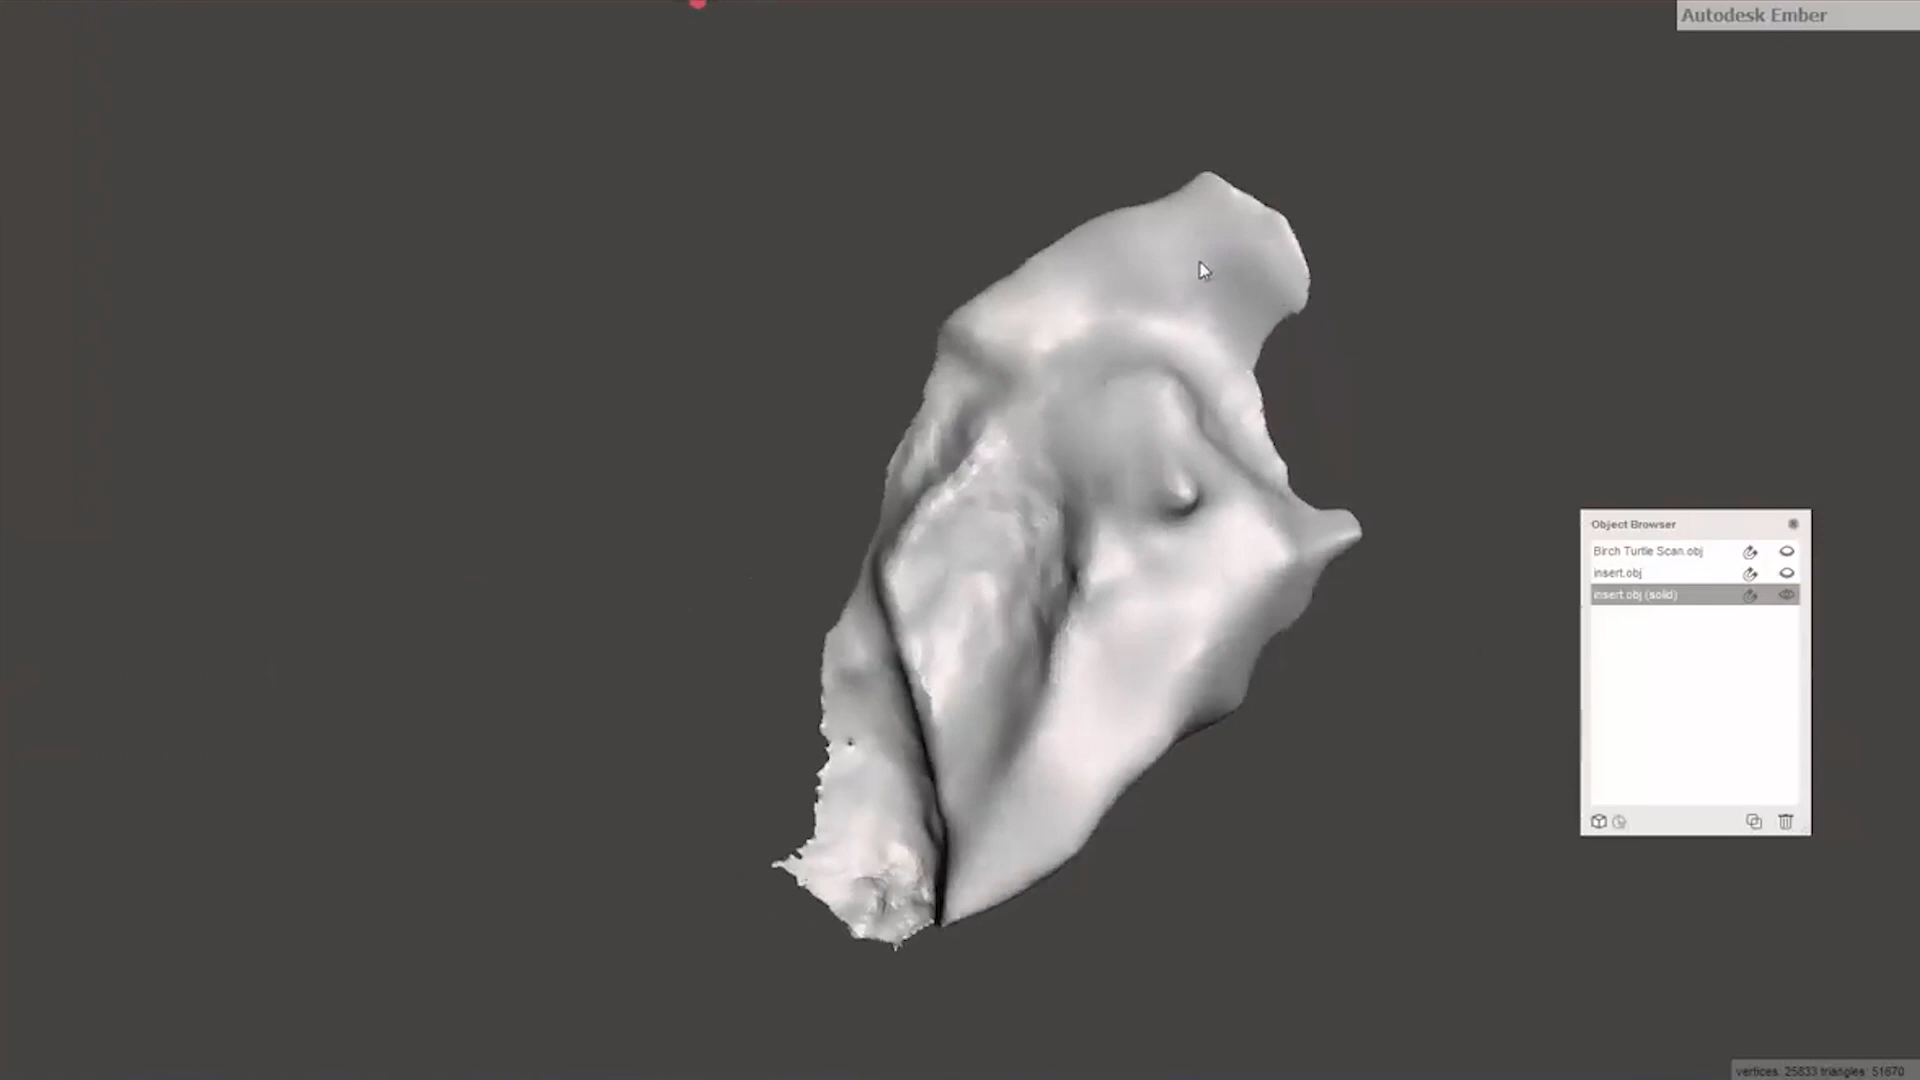 Autodesk Ember
Object Browser
Birch Turtle Scan.obj
insert.obj
insert.obj (solid)
vertices: 25833 triangles: 51670